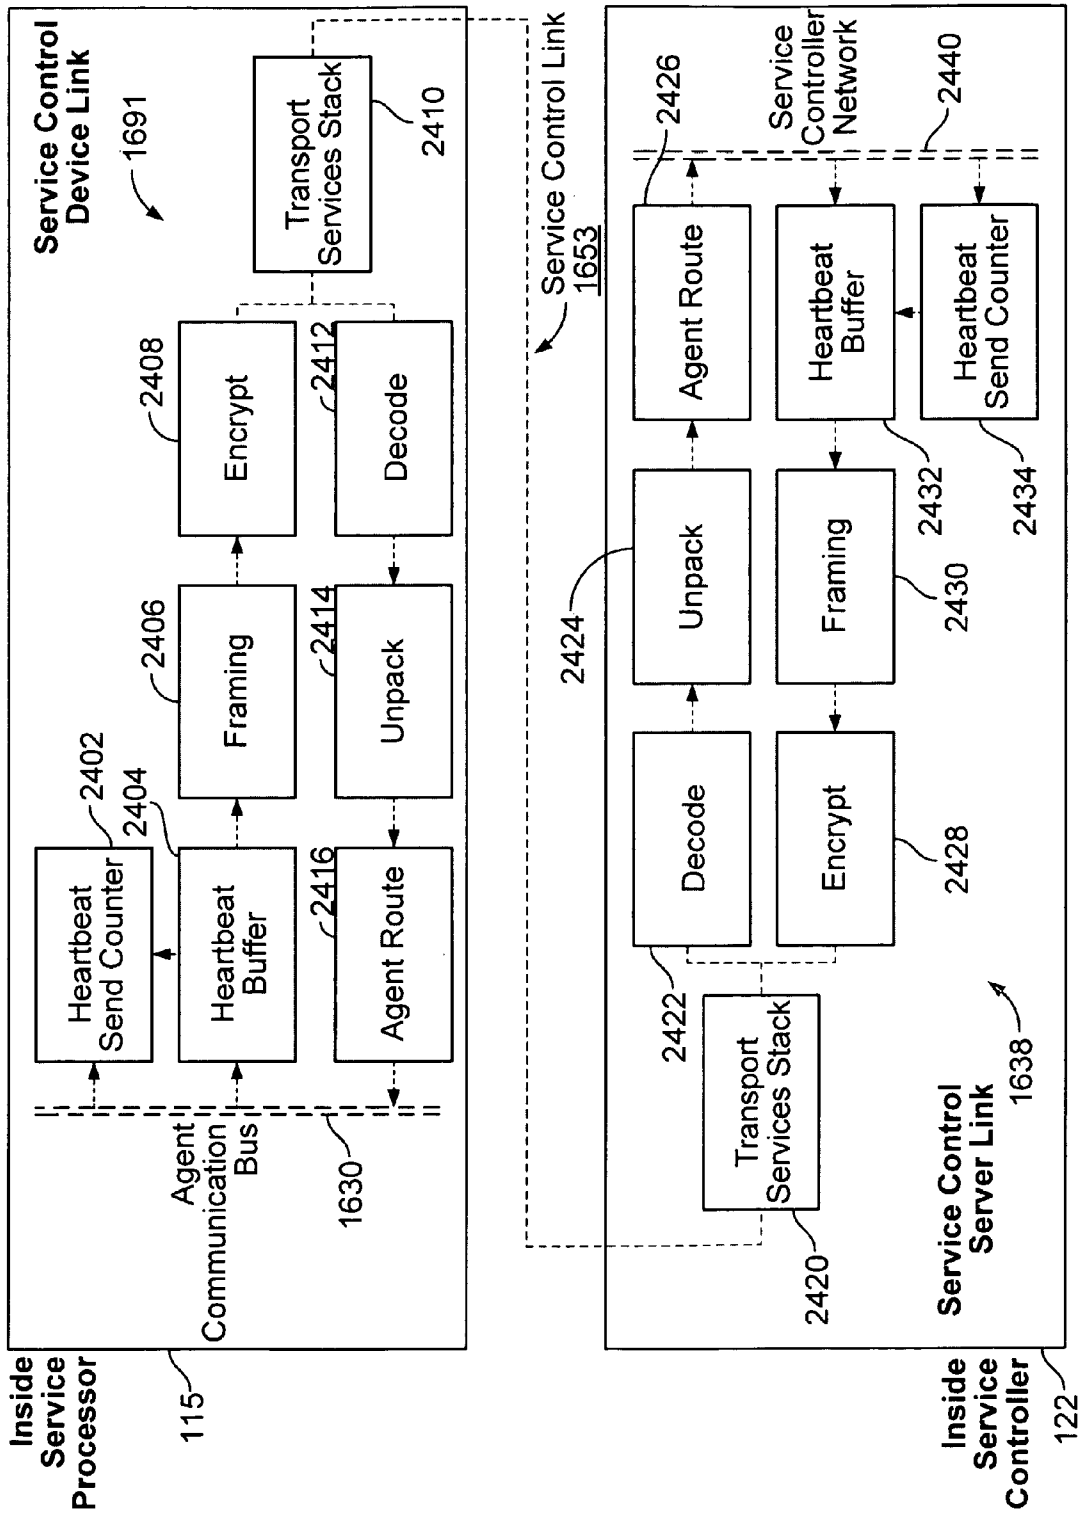 Inside
Service
Processor
115
Service Control
Device Link
1691
Agent
Communication
Bus
1630
Heartbeat
Send Counter
2402
Heartbeat
Buffer
2404
Framing
2406
Encrypt
2408
Transport
Services Stack
2410
Decode
2412
Unpack
2414
Agent Route
2416
Service Control Link
1653
Inside
Service
Controller
122
Service Control
Server Link
1638
Transport
Services Stack
2420
Decode
2422
Unpack
2424
Agent Route
2426
Encrypt
2428
Framing
2430
Heartbeat
Buffer
2432
Heartbeat
Send Counter
2434
Service
Controller
Network
2440